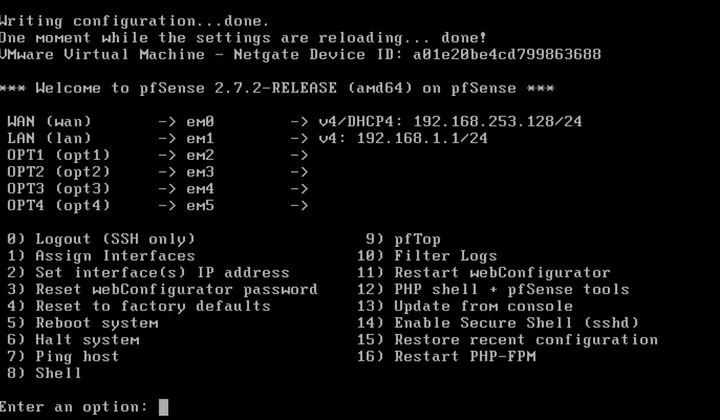 Writing configuration...done.
One moment while the settings are reloading... done!
VMware Virtual Machine - Netgate Device ID: a01e20be4cd799863688
*** Welcome to pfSense 2.7.2-RELEASE (amd64) on pfSense ***
WAN (wan) -> em0 -> v4/DHCP4: 192.168.253.128/24
LAN (lan) -> em1 -> v4: 192.168.1.1/24
OPT1 (opt1) -> em2 ->
OPT2 (opt2) -> em3 ->
OPT3 (opt3) -> em4 ->
OPT4 (opt4) -> em5 ->
0) Logout (SSH only) 9) pfTop
1) Assign Interfaces 10) Filter Logs
2) Set interface(s) IP address 11) Restart webConfigurator
3) Reset webConfigurator password 12) PHP shell + pfSense tools
4) Reset to factory defaults 13) Update from console
5) Reboot system 14) Enable Secure Shell (sshd)
6) Halt system 15) Restore recent configuration
7) Ping host 16) Restart PHP-FPM
8) Shell
Enter an option: